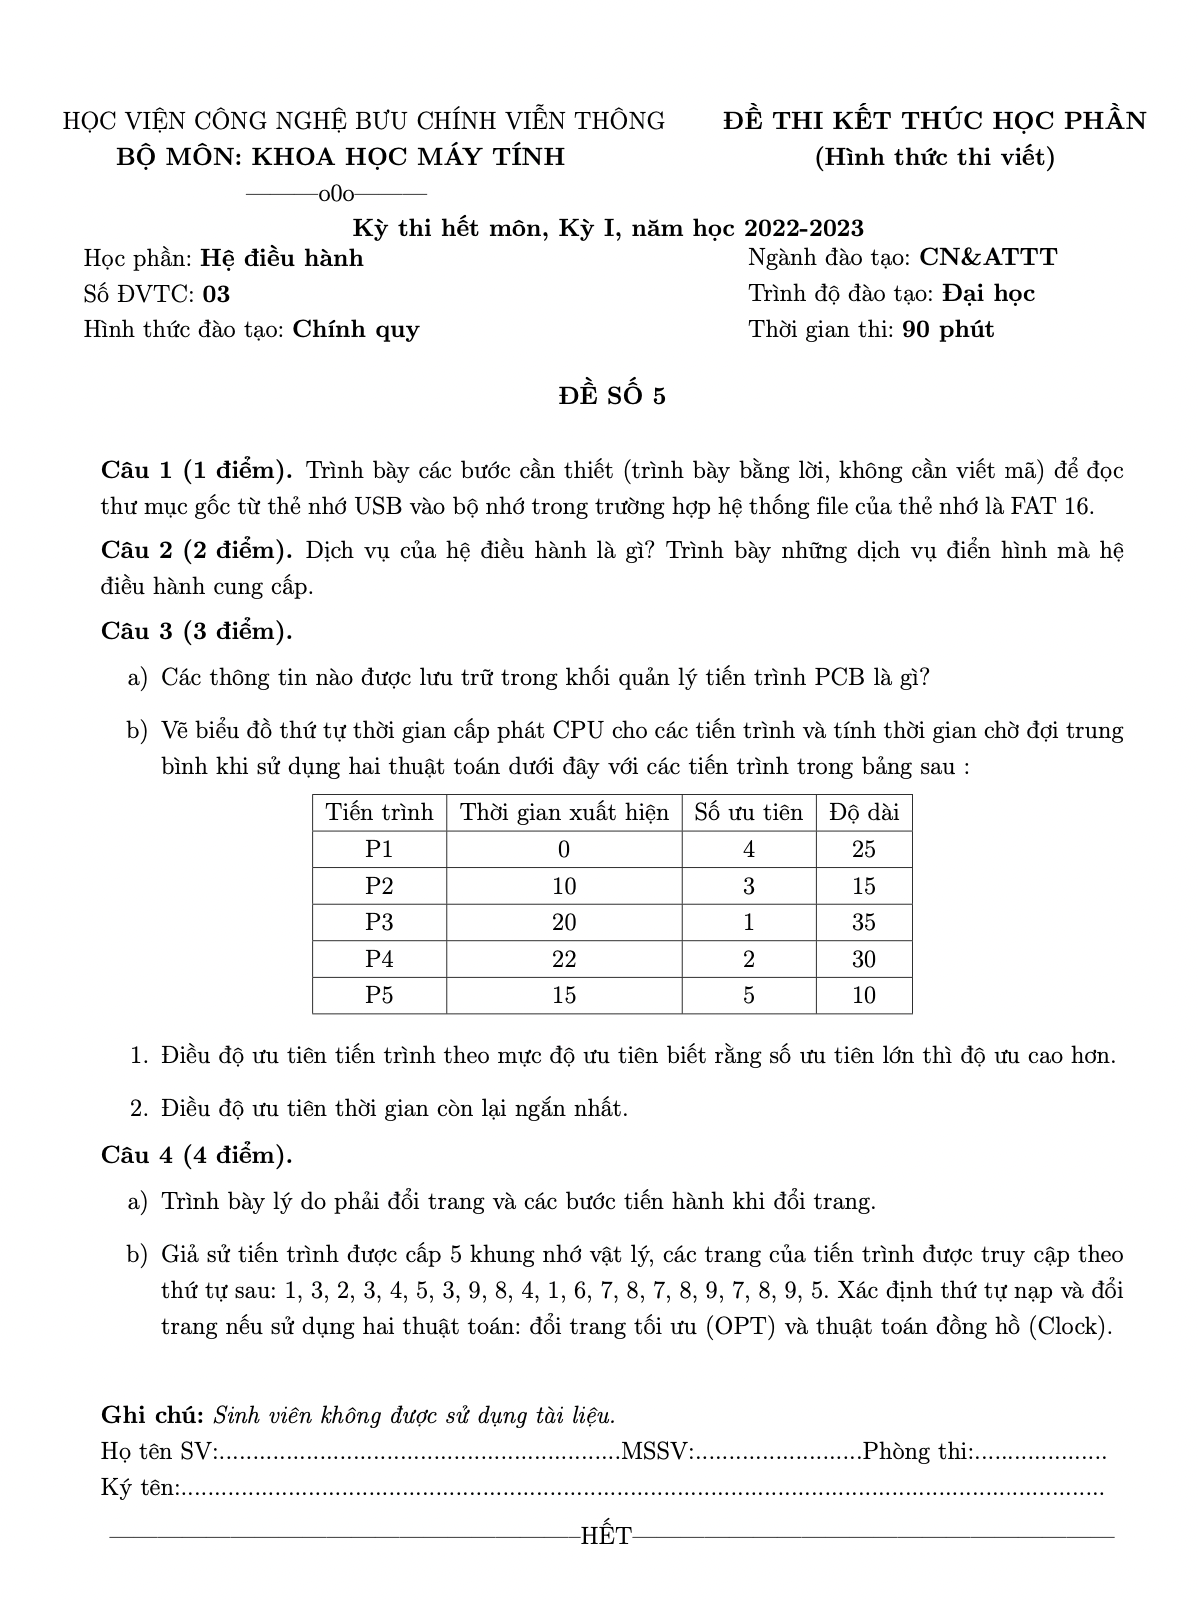 HỌC VIỆN CÔNG NGHỆ BƯU CHÍNH VIỄN THÔNG
BỘ MÔN: KHOA HỌC MÁY TÍNH
———o0o———
ĐỀ THI KẾT THÚC HỌC PHẦN
(Hình thức thi viết)
Kỳ thi hết môn, Kỳ I, năm học 2022-2023
Học phần: Hệ điều hành
Số ĐVTC: 03
Hình thức đào tạo: Chính quy
Ngành đào tạo: CN&ATTT
Trình độ đào tạo: Đại học
Thời gian thi: 90 phút
ĐỀ SỐ 5
Câu 1 (1 điểm). Trình bày các bước cần thiết (trình bày bằng lời, không cần viết mã) để đọc
thư mục gốc từ thẻ nhớ USB vào bộ nhớ trong trường hợp hệ thống file của thẻ nhớ là FAT 16.
Câu 2 (2 điểm). Dịch vụ của hệ điều hành là gì? Trình bày những dịch vụ điển hình mà hệ
điều hành cung cấp.
Câu 3 (3 điểm).
a) Các thông tin nào được lưu trữ trong khối quản lý tiến trình PCB là gì?
b) Vẽ biểu đồ thứ tự thời gian cấp phát CPU cho các tiến trình và tính thời gian chờ đợi trung
bình khi sử dụng hai thuật toán dưới đây với các tiến trình trong bảng sau :
Tiến trình Thời gian xuất hiện Số ưu tiên Độ dài
P1 0 4 25
P2 10 3 15
P3 20 1 35
P4 22 2 30
P5 15 5 10
1. Điều độ ưu tiên tiến trình theo mực độ ưu tiên biết rằng số ưu tiên lớn thì độ ưu cao hơn.
2. Điều độ ưu tiên thời gian còn lại ngắn nhất.
Câu 4 (4 điểm).
a) Trình bày lý do phải đổi trang và các bước tiến hành khi đổi trang.
b) Giả sử tiến trình được cấp 5 khung nhớ vật lý, các trang của tiến trình được truy cập theo
thứ tự sau: 1, 3, 2, 3, 4, 5, 3, 9, 8, 4, 1, 6, 7, 8, 7, 8, 9, 7, 8, 9, 5. Xác định thứ tự nạp và đổi
trang nếu sử dụng hai thuật toán: đổi trang tối ưu (OPT) và thuật toán đồng hồ (Clock).
Ghi chú: Sinh viên không được sử dụng tài liệu.
Họ tên SV:............................................................MSSV:.........................Phòng thi:....................
Ký tên:..........................................................................................................................................
————————————————————HẾT————————————————————